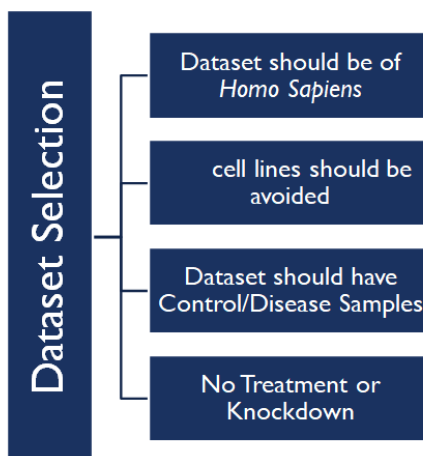 Dataset Selection
Dataset should be of
Homo Sapiens
cell lines should be
avoided
Dataset should have
Control/Disease Samples
No Treatment or
Knockdown